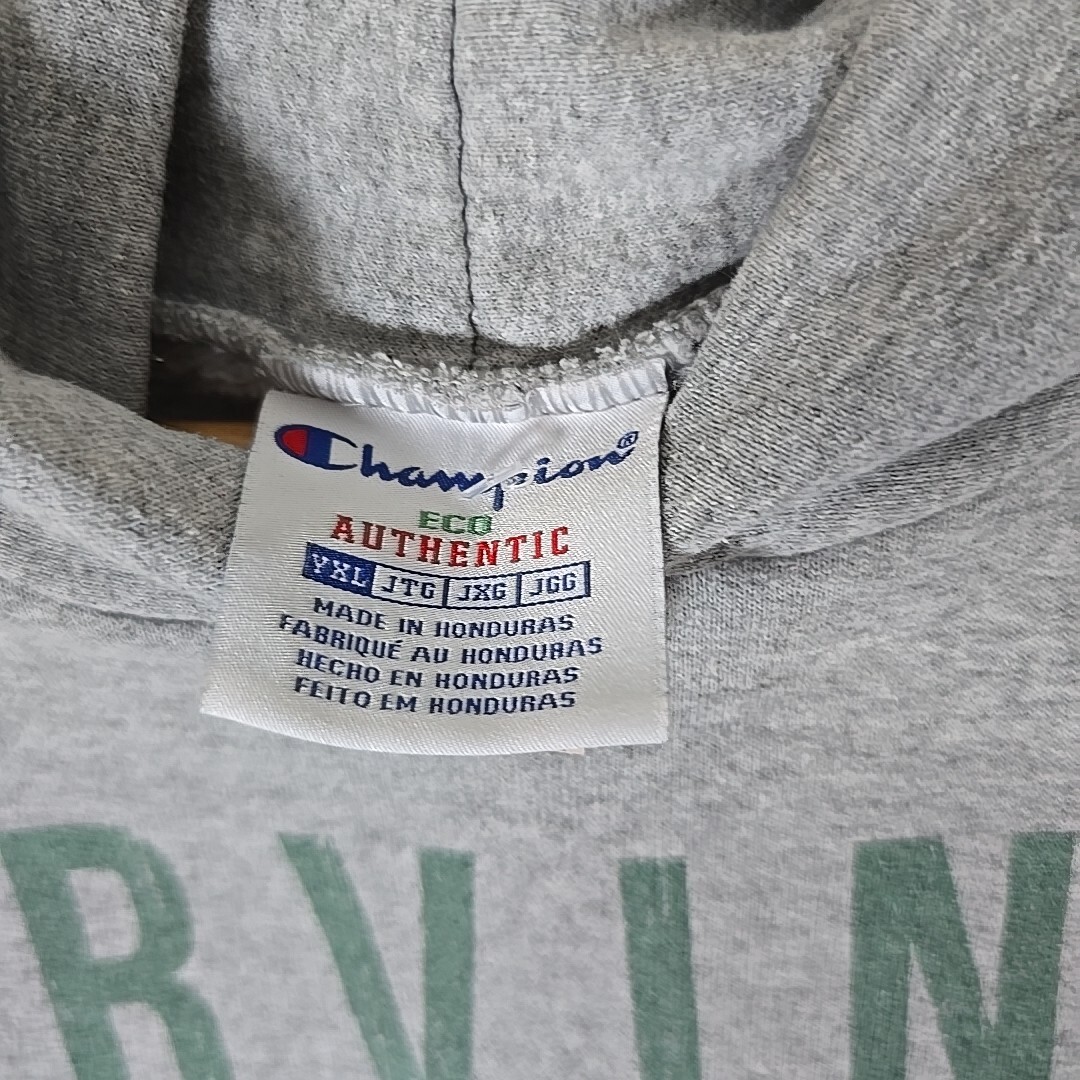 Champion®
ECO
AUTHENTIC
YXL JTG JXG JGG
MADE IN HONDURAS
FABRIQUÉ AU HONDURAS
HECHO EN HONDURAS
FEITO EM HONDURAS
RVIN